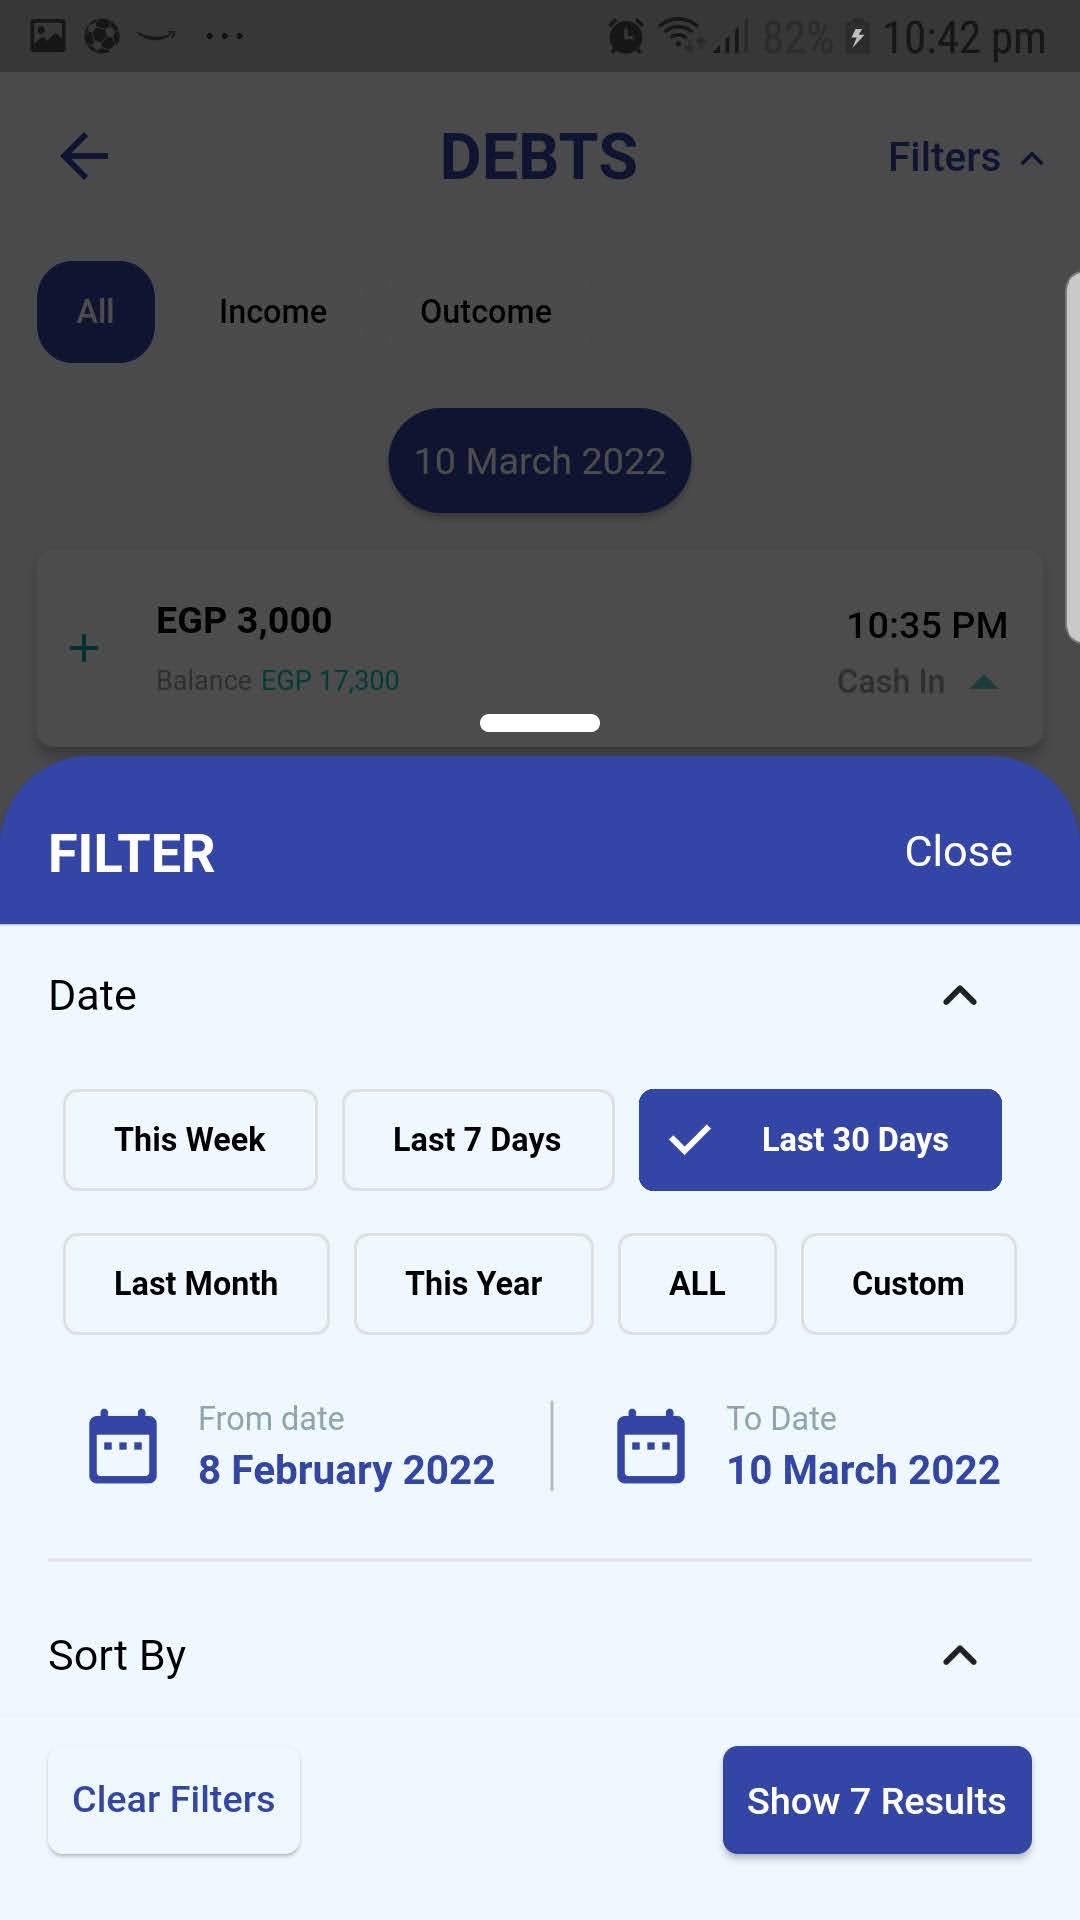 82% 10:42 pm
DEBTS
Filters
All Income Outcome
10 March 2022
EGP 3,000
10:35 PM
Balance EGP 17,300
Cash In
FILTER
Close
Date
This Week Last 7 Days Last 30 Days
Last Month This Year ALL Custom
From date To Date
8 February 2022 10 March 2022
Sort By
Clear Filters Show 7 Results